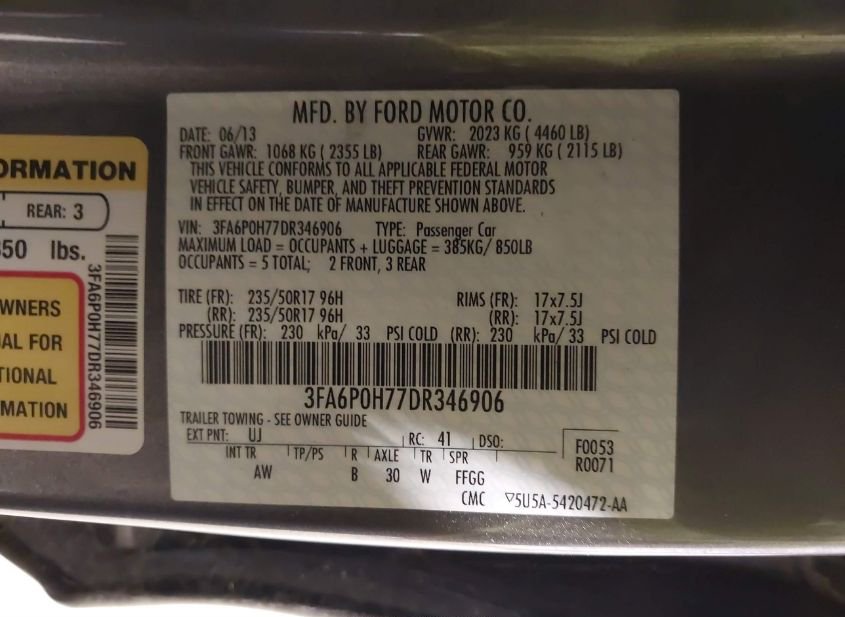 MFD. BY FORD MOTOR CO.
DATE: 06/13 GVWR: 2023 KG ( 4460 LB)
FRONT GAWR: 1068 KG ( 2355 LB) REAR GAWR: 959 KG ( 2115 LB)
THIS VEHICLE CONFORMS TO ALL APPLICABLE FEDERAL MOTOR
VEHICLE SAFETY, BUMPER, AND THEFT PREVENTION STANDARDS
IN EFFECT ON THE DATE OF MANUFACTURE SHOWN ABOVE.
VIN: 3FA6P0H77DR346906 TYPE: Passenger Car
MAXIMUM LOAD = OCCUPANTS + LUGGAGE = 385KG/ 850LB
OCCUPANTS = 5 TOTAL; 2 FRONT, 3 REAR
TIRE (FR): 235/50R17 96H RIMS (FR): 17x7.5J
(RR): 235/50R17 96H (RR): 17x7.5J
PRESSURE (FR): 230 kPa/ 33 PSI COLD (RR): 230 kPa/ 33 PSI COLD
3FA6P0H77DR346906
TRAILER TOWING - SEE OWNER GUIDE
EXT PNT: UJ RC: 41 DSO:
INT TR TP/PS R AXLE TR SPR
AW B 30 W FFGG
F0053
R0071
CMC ▽5U5A-5420472-AA
ORMATION
REAR: 3
50 lbs.
WNERS
AL FOR
TIONAL
MATION
3FA6P0H77DR346906